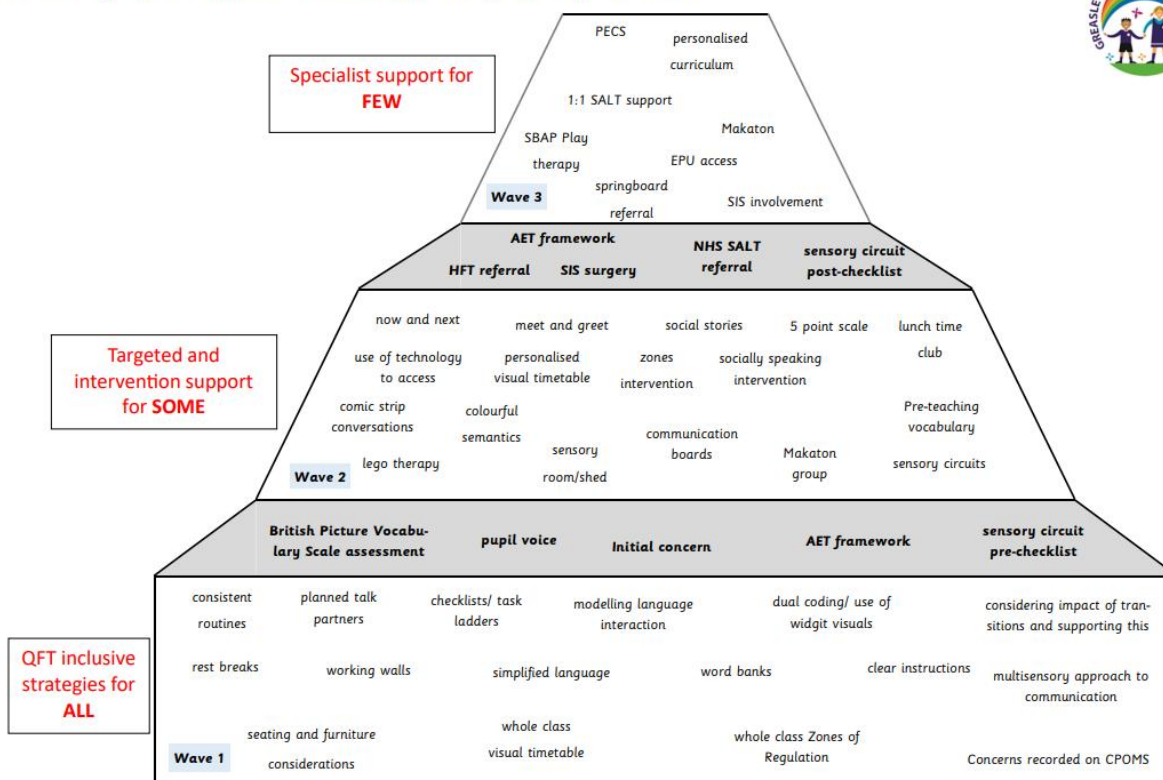 GREASLE
PECS
personalised
curriculum
Specialist support for
FEW
1:1 SALT support
Makaton
SBAP Play
therapy
EPU access
Wave 3
springboard
referral
SIS involvement
AET framework
NHS SALT
referral
sensory circuit
post-checklist
HFT referral
SIS surgery
now and next
meet and greet
social stories
5 point scale
lunch time
club
Targeted and
intervention support
for SOME
use of technology
to access
personalised
visual timetable
zones
intervention
socially speaking
intervention
comic strip
conversations
colourful
semantics
communication
boards
Pre-teaching
vocabulary
Wave 2
lego therapy
sensory
room/shed
Makaton
group
sensory circuits
British Picture Vocabu-
lary Scale assessment
pupil voice
Initial concern
AET framework
sensory circuit
pre-checklist
consistent
routines
planned talk
partners
checklists/ task
ladders
modelling language
interaction
dual coding/ use of
widgit visuals
considering impact of tran-
sitions and supporting this
QFT inclusive
strategies for
ALL
rest breaks
working walls
simplified language
word banks
clear instructions
multisensory approach to
communication
Wave 1
seating and furniture
considerations
whole class
visual timetable
whole class Zones of
Regulation
Concerns recorded on CPOMS